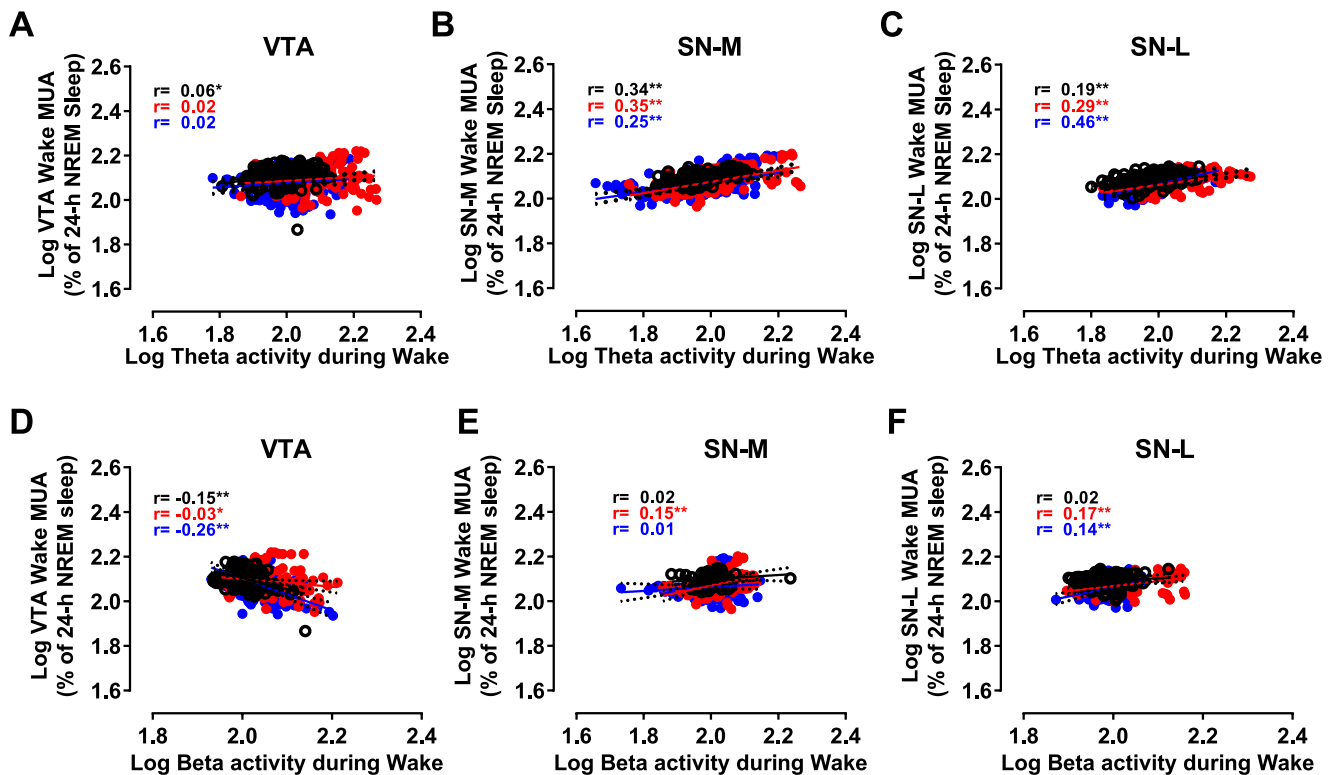 A
VTA
Log VTA Wake MUA
(% of 24-h NREM Sleep)
2.6
2.4
2.2
2.0
1.8
1.6
r= 0.06*
r= 0.02
r= 0.02
1.6 1.8 2.0 2.2 2.4
Log Theta activity during Wake
B
SN-M
Log SN-M Wake MUA
(% of 24-h NREM Sleep)
2.6
2.4
2.2
2.0
1.8
1.6
r= 0.34**
r= 0.35**
r= 0.25**
1.6 1.8 2.0 2.2 2.4
Log Theta activity during Wake
C
SN-L
Log SN-L Wake MUA
(% of 24-h NREM Sleep)
2.6
2.4
2.2
2.0
1.8
1.6
r= 0.19**
r= 0.29**
r= 0.46**
1.6 1.8 2.0 2.2 2.4
Log Theta activity during Wake
D
VTA
Log VTA Wake MUA
(% of 24-h NREM sleep)
2.6
2.4
2.2
2.0
1.8
1.6
r= -0.15**
r= -0.03*
r= -0.26**
1.8 2.0 2.2 2.4
Log Beta activity during Wake
E
SN-M
Log SN-M Wake MUA
(% of 24-h NREM sleep)
2.6
2.4
2.2
2.0
1.8
1.6
r= 0.02
r= 0.15**
r= 0.01
1.6 1.8 2.0 2.2 2.4
Log Beta activity during Wake
F
SN-L
Log SN-L Wake MUA
(% of 24-h NREM sleep)
2.6
2.4
2.2
2.0
1.8
1.6
r= 0.02
r= 0.17**
r= 0.14**
1.8 2.0 2.2 2.4
Log Beta activity during Wake